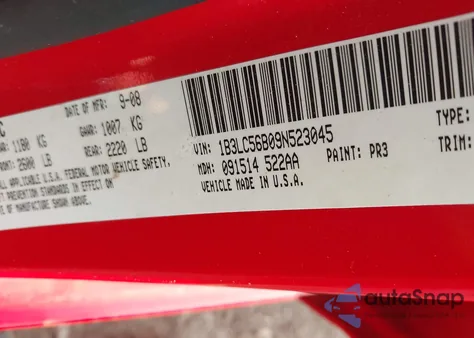 DATE OF MFR: 9-08
GAWR: 1007 KG
1180 KG
REAR: 2220 LB
2600 LB
ALL APPLICABLE U.S.A. FEDERAL MOTOR VEHICLE SAFETY,
PREVENTION STANDARDS IN EFFECT ON
DATE OF MANUFACTURE SHOWN ABOVE.
VIN: 1B3LC56B09N523045
TYPE:
MDH: 091514 522AA
PAINT: PR3
VEHICLE MADE IN U.S.A.
autoSnap